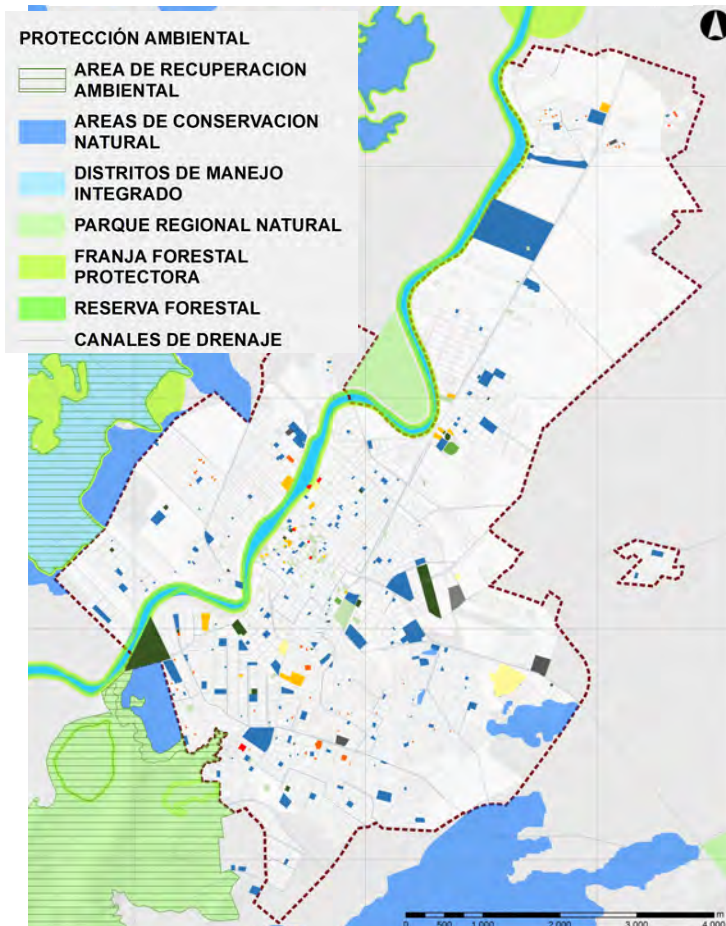 PROTECCIÓN AMBIENTAL
AREA DE RECUPERACION
AMBIENTAL
AREAS DE CONSERVACION
NATURAL
DISTRITOS DE MANEJO
INTEGRADO
PARQUE REGIONAL NATURAL
FRANJA FORESTAL
PROTECTORA
RESERVA FORESTAL
CANALES DE DRENAJE
m
0 500 1.000 2.000 3.000 4.000